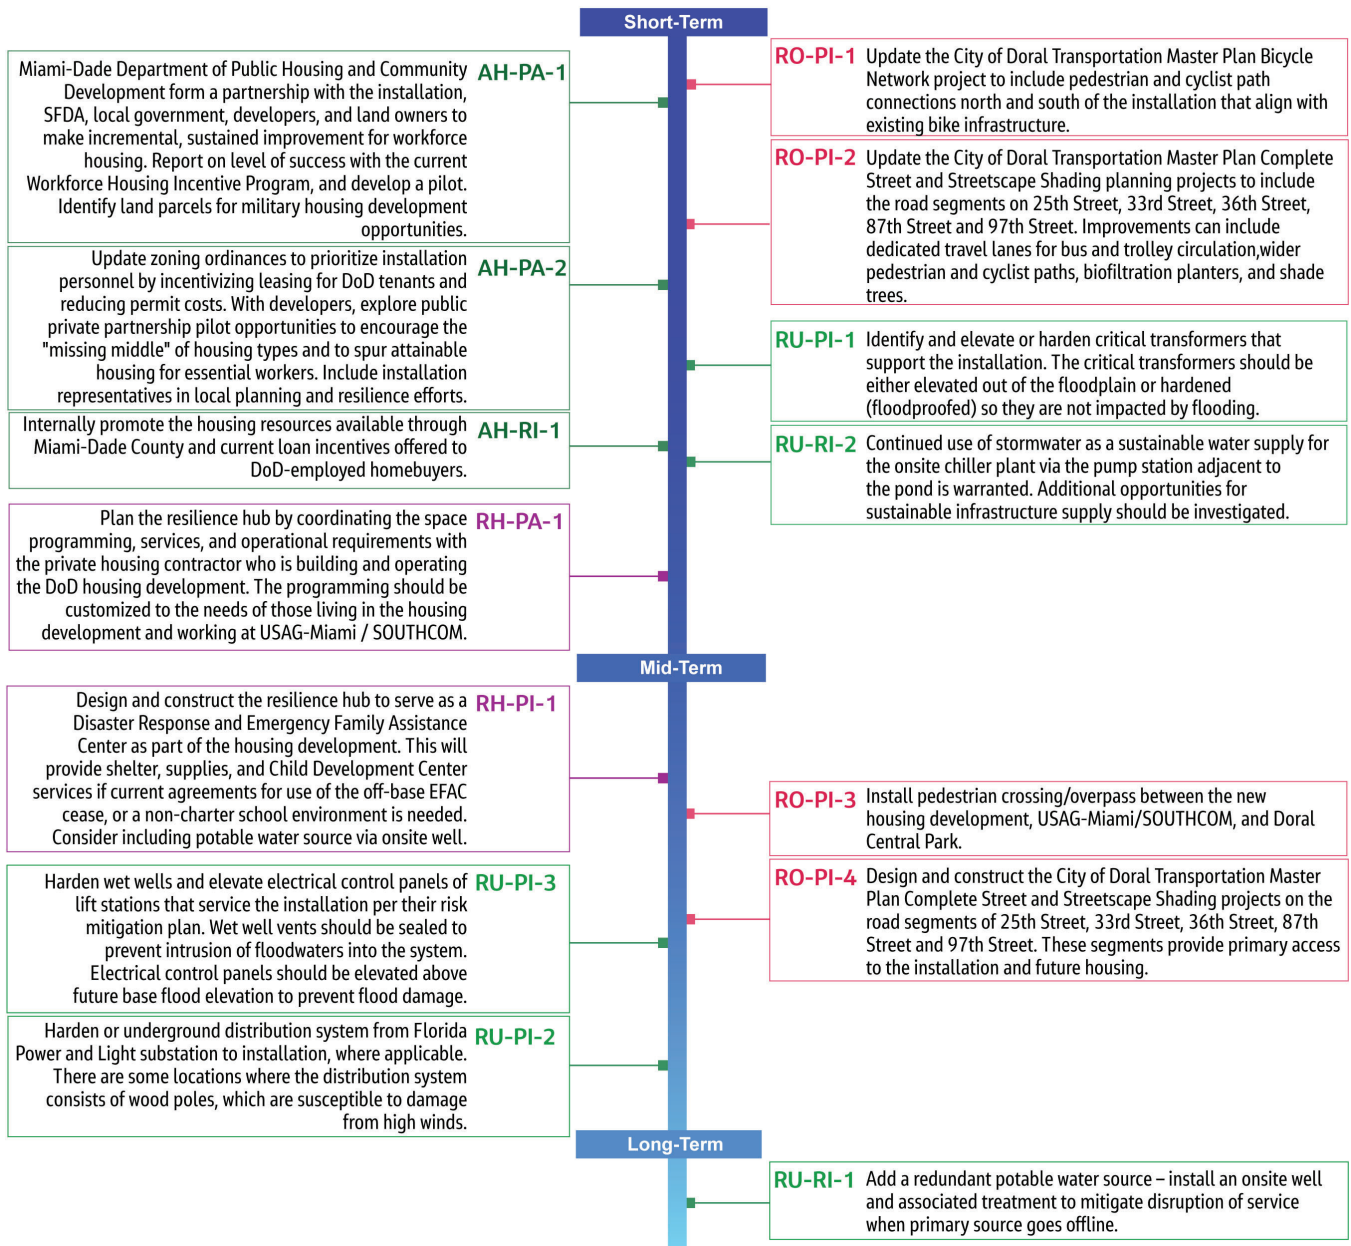 Short-Term
AH-PA-1
Miami-Dade Department of Public Housing and Community
Development form a partnership with the installation,
SFDA, local government, developers, and land owners to
make incremental, sustained improvement for workforce
housing. Report on level of success with the current
Workforce Housing Incentive Program, and develop a pilot.
Identify land parcels for military housing development
opportunities.
AH-PA-2
Update zoning ordinances to prioritize installation
personnel by incentivizing leasing for DoD tenants and
reducing permit costs. With developers, explore public
private partnership pilot opportunities to encourage the
"missing middle" of housing types and to spur attainable
housing for essential workers. Include installation
representatives in local planning and resilience efforts.
AH-RI-1
Internally promote the housing resources available through
Miami-Dade County and current loan incentives offered to
DoD-employed homebuyers.
RH-PA-1
Plan the resilience hub by coordinating the space
programming, services, and operational requirements with
the private housing contractor who is building and operating
the DoD housing development. The programming should be
customized to the needs of those living in the housing
development and working at USAG-Miami / SOUTHCOM.
RO-PI-1
Update the City of Doral Transportation Master Plan Bicycle
Network project to include pedestrian and cyclist path
connections north and south of the installation that align with
existing bike infrastructure.
RO-PI-2
Update the City of Doral Transportation Master Plan Complete
Street and Streetscape Shading planning projects to include
the road segments on 25th Street, 33rd Street, 36th Street,
87th Street and 97th Street. Improvements can include
dedicated travel lanes for bus and trolley circulation,wider
pedestrian and cyclist paths, biofiltration planters, and shade
trees.
RU-PI-1
Identify and elevate or harden critical transformers that
support the installation. The critical transformers should be
either elevated out of the floodplain or hardened
(floodproofed) so they are not impacted by flooding.
RU-RI-2
Continued use of stormwater as a sustainable water supply for
the onsite chiller plant via the pump station adjacent to
the pond is warranted. Additional opportunities for
sustainable infrastructure supply should be investigated.
Mid-Term
RH-PI-1
Design and construct the resilience hub to serve as a
Disaster Response and Emergency Family Assistance
Center as part of the housing development. This will
provide shelter, supplies, and Child Development Center
services if current agreements for use of the off-base EFAC
cease, or a non-charter school environment is needed.
Consider including potable water source via onsite well.
RU-PI-3
Harden wet wells and elevate electrical control panels of
lift stations that service the installation per their risk
mitigation plan. Wet well vents should be sealed to
prevent intrusion of floodwaters into the system.
Electrical control panels should be elevated above
future base flood elevation to prevent flood damage.
RU-PI-2
Harden or underground distribution system from Florida
Power and Light substation to installation, where applicable.
There are some locations where the distribution system
consists of wood poles, which are susceptible to damage
from high winds.
RO-PI-3
Install pedestrian crossing/overpass between the new
housing development, USAG-Miami/SOUTHCOM, and Doral
Central Park.
RO-PI-4
Design and construct the City of Doral Transportation Master
Plan Complete Street and Streetscape Shading projects on the
road segments of 25th Street, 33rd Street, 36th Street, 87th
Street and 97th Street. These segments provide primary access
to the installation and future housing.
Long-Term
RU-RI-1
Add a redundant potable water source – install an onsite well
and associated treatment to mitigate disruption of service
when primary source goes offline.